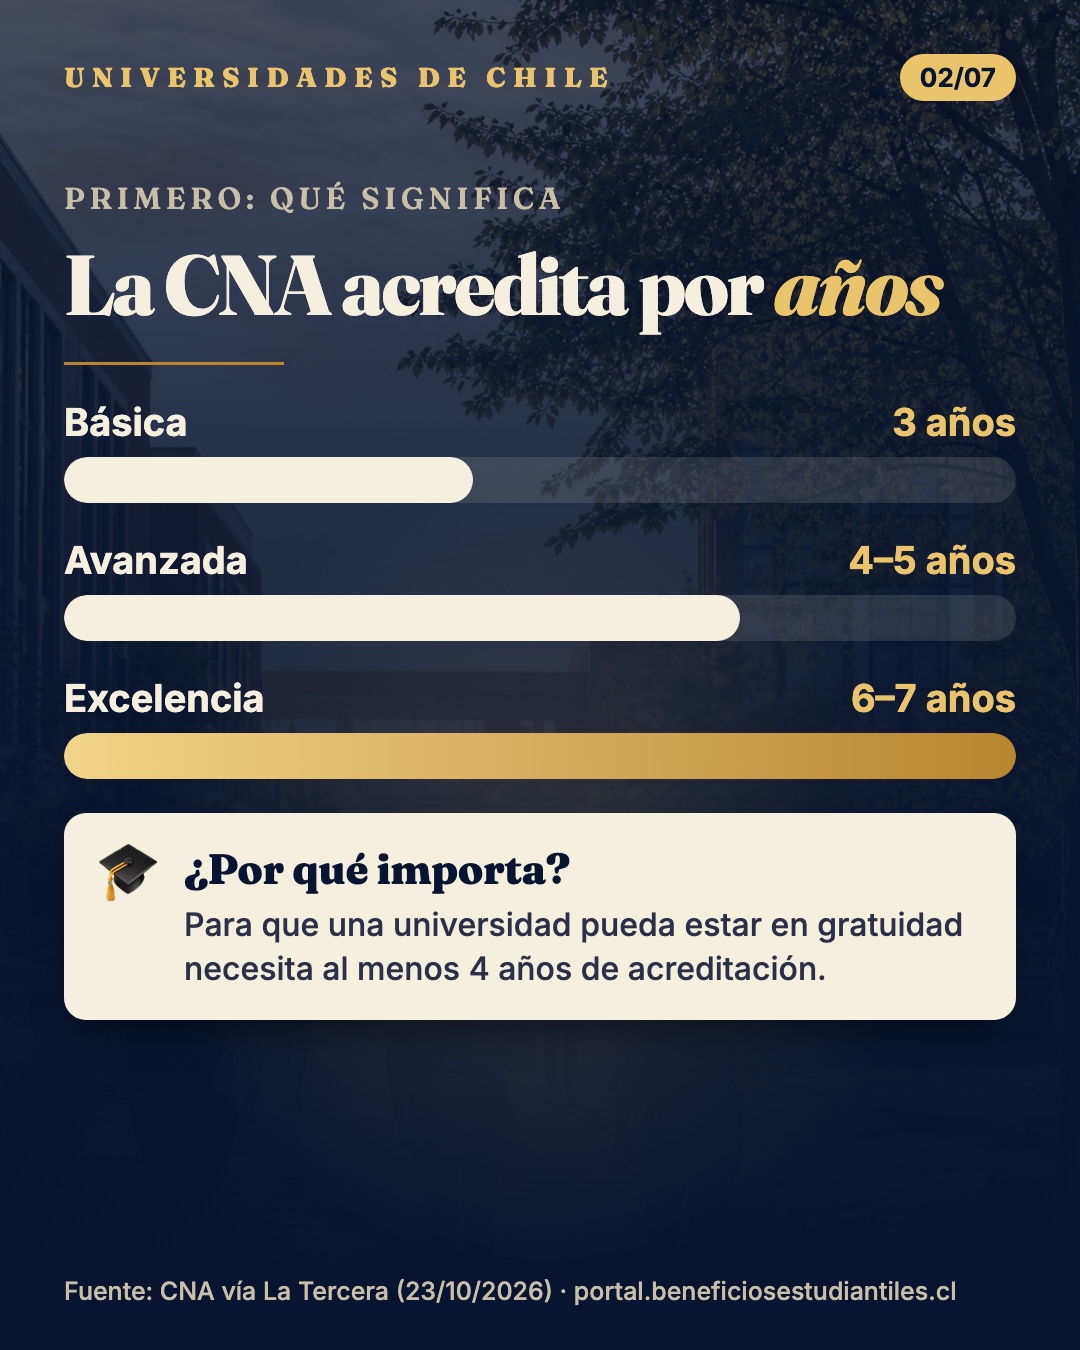 UNIVERSIDADES DE CHILE
02/07
PRIMERO: QUÉ SIGNIFICA
La CNA acredita por años
Básica
3 años
Avanzada
4–5 años
Excelencia
6–7 años
¿Por qué importa?
Para que una universidad pueda estar en gratuidad
necesita al menos 4 años de acreditación.
Fuente: CNA vía La Tercera (23/10/2026) · portal.beneficiosestudiantiles.cl